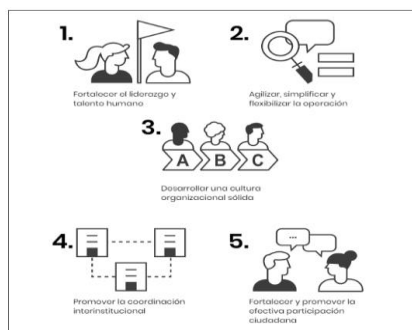 1.
Fortalecer el liderazgo y
talento humano
2.
Agilizar, simplificar y
flexibilizar la operación
3.
A B C
Desarrollar una cultura
organizacional sólida
4.
Promover la coordinación
interinstitucional
5.
...
Fortalecer y promover la
efectiva participación
ciudadana